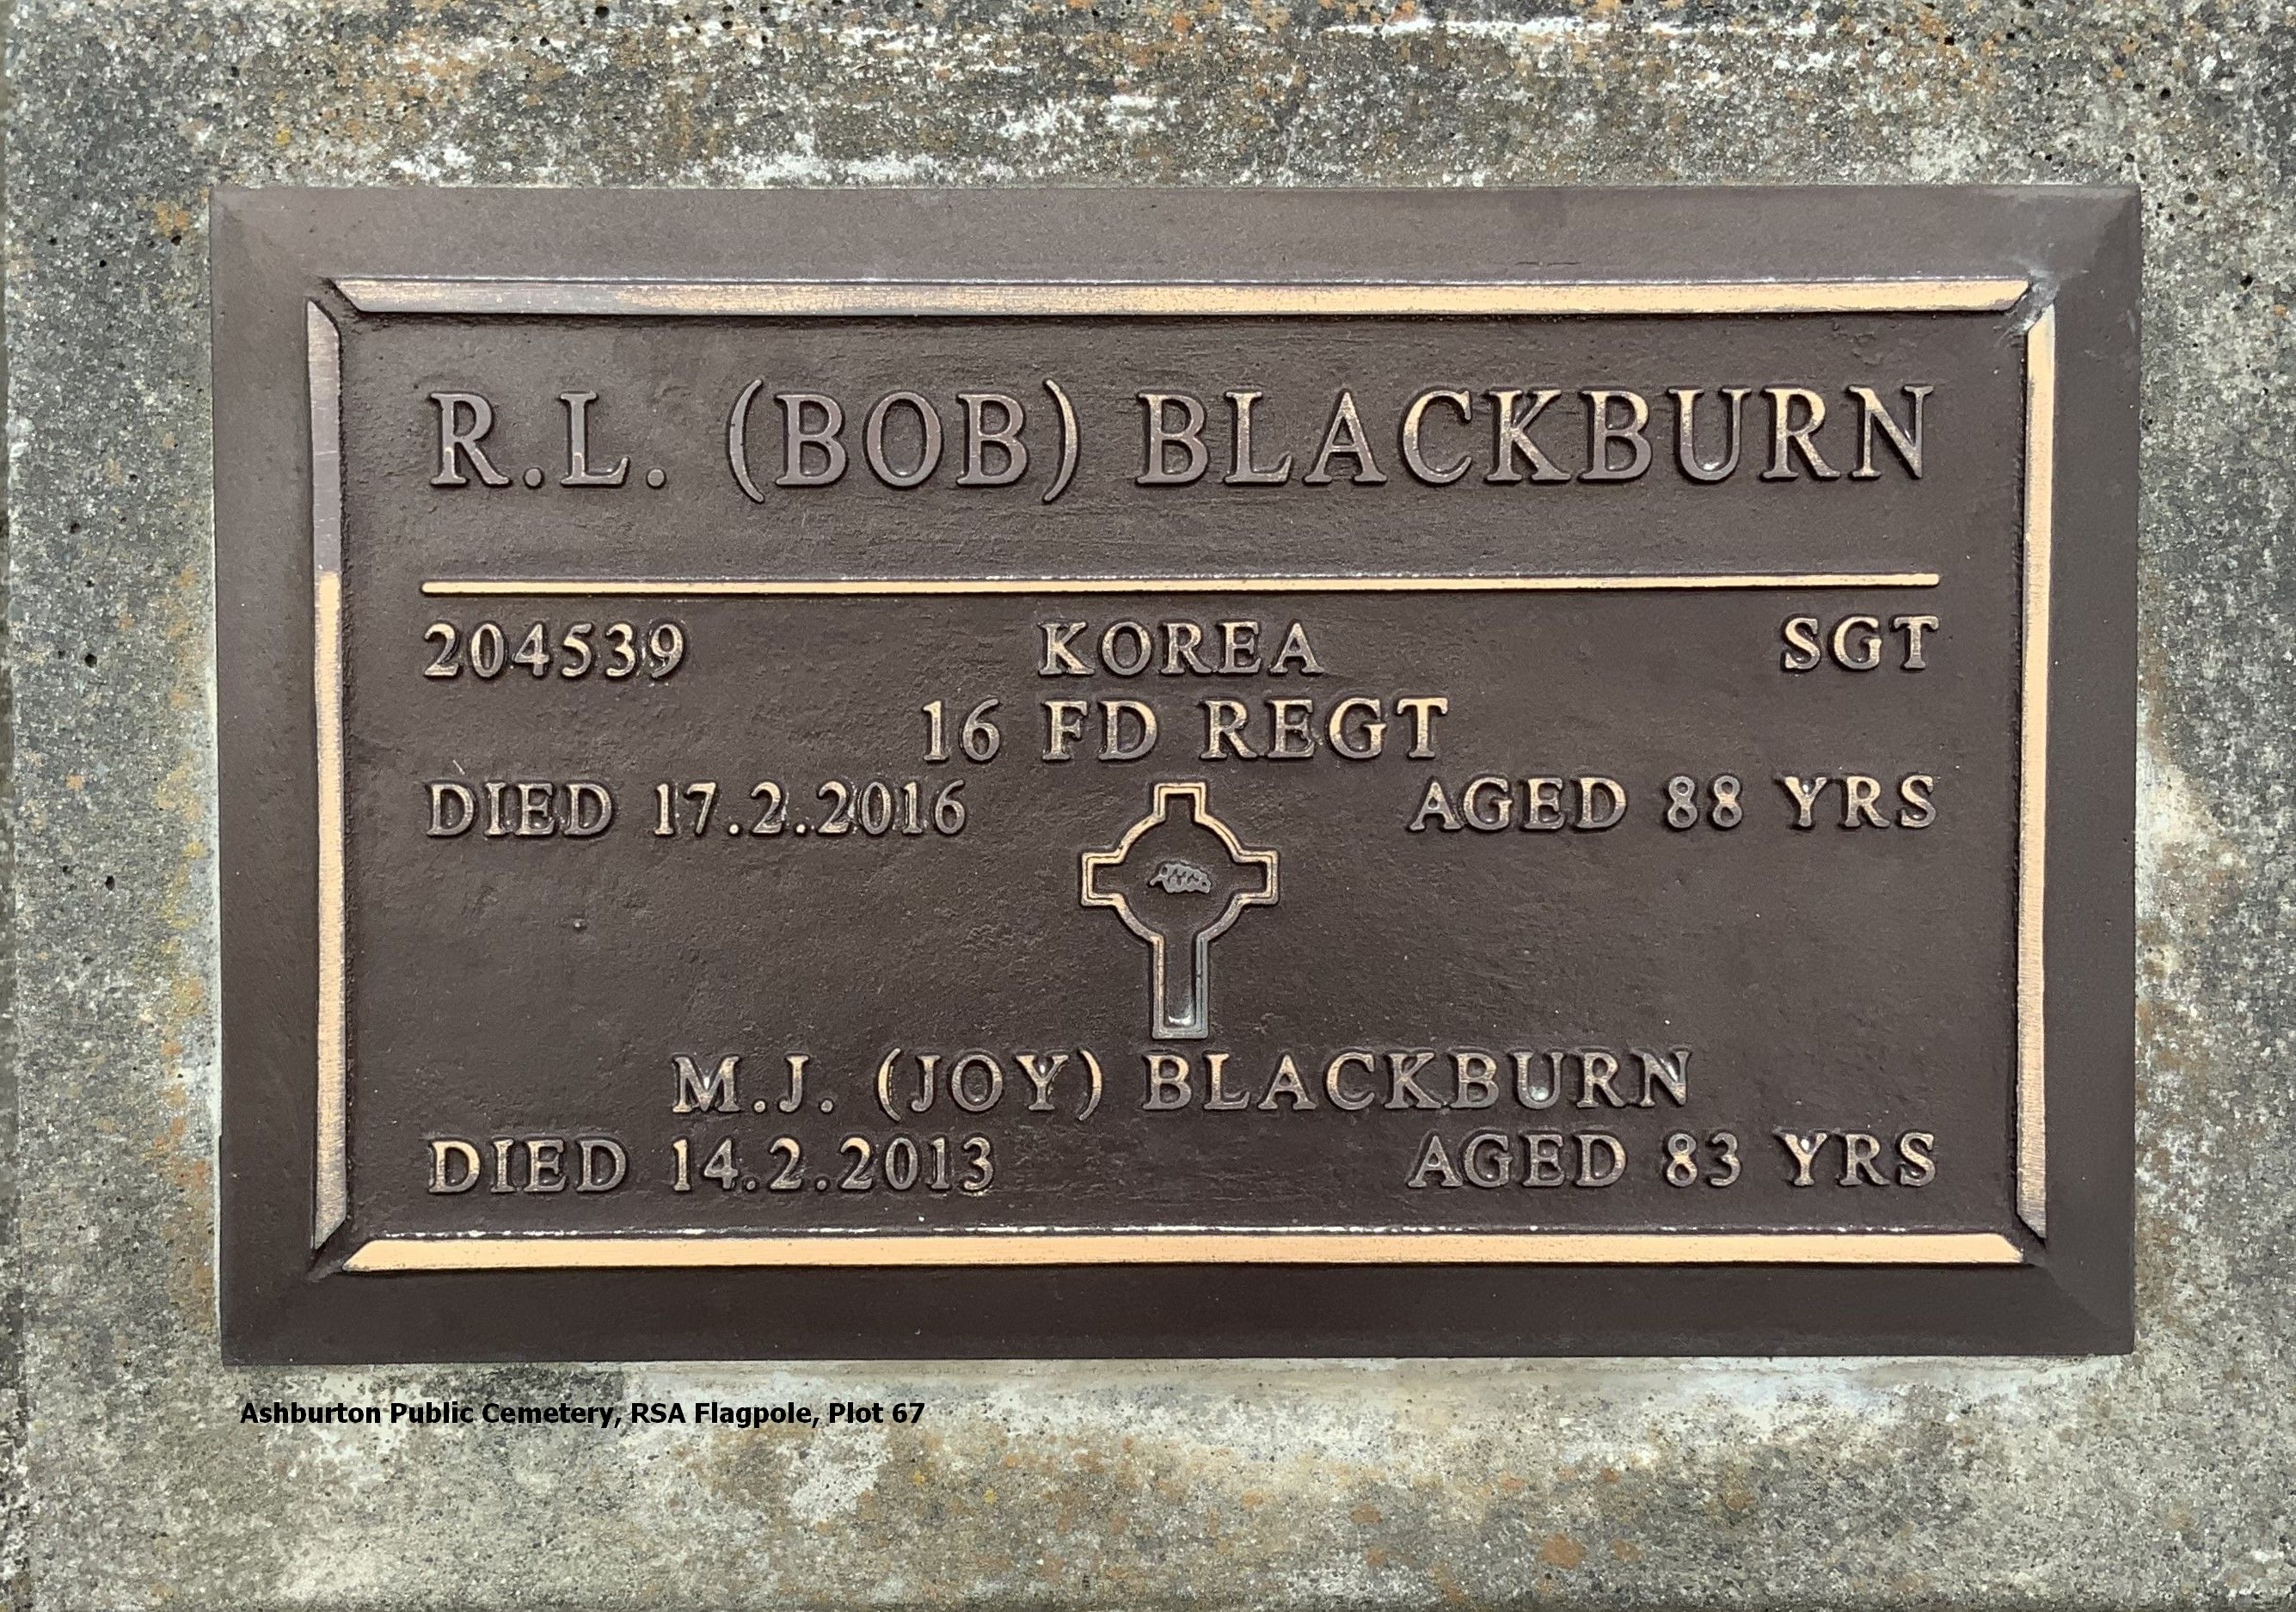 R.L. (BOB) BLACKBURN
204539 KOREA SGT
16 FD REGT
DIED 17.2.2016 AGED 88 YRS
M.J. (JOY) BLACKBURN
DIED 14.2.2013 AGED 83 YRS
Ashburton Public Cemetery, RSA Flagpole, Plot 67